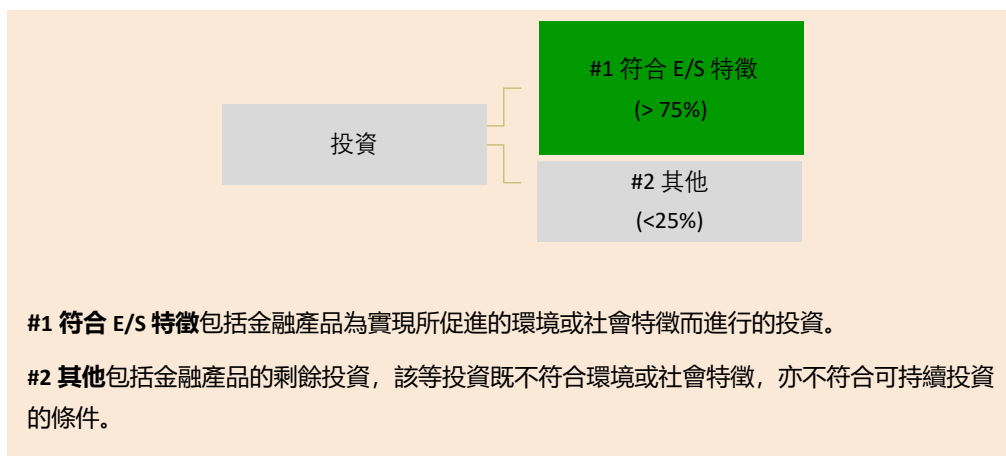 #1 符合 E/S 特徵
(> 75%)
投資
#2 其他
(<25%)
#1 符合 E/S 特徵包括金融產品為實現所促進的環境或社會特徵而進行的投資。
#2 其他包括金融產品的剩餘投資，該等投資既不符合環境或社會特徵，亦不符合可持續投資
的條件。